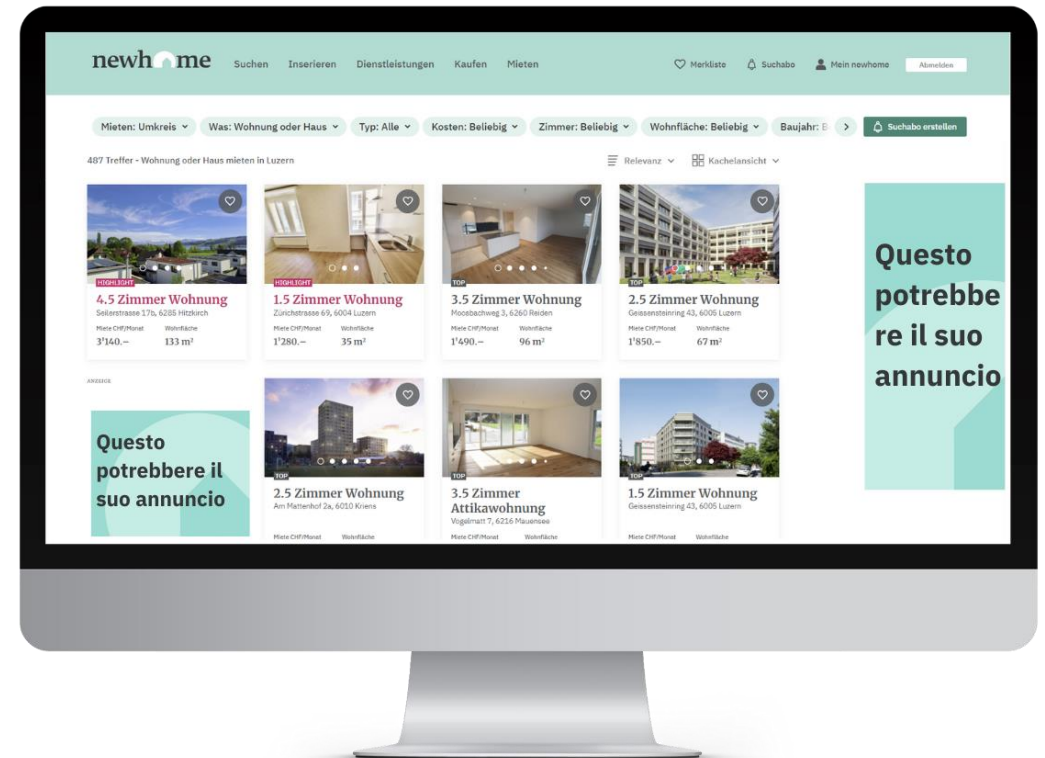 newhome
Suchen Inserieren Dienstleistungen Kaufen Mieten
Merkliste Suchabo Mein newhome Abmelden
Mieten: Umkreis Was: Wohnung oder Haus Typ: Alle Kosten: Beliebig Zimmer: Beliebig Wohnfläche: Beliebig Baujahr: B
Suchabo erstellen
487 Treffer - Wohnung oder Haus mieten in Luzern
Relevanz Kachelansicht
HIGHLIGHT
4.5 Zimmer Wohnung
Seilerstrasse 17b, 6285 Hitzkirch
Miete CHF/Monat Wohnfläche
3'140.– 133 m²
HIGHLIGHT
1.5 Zimmer Wohnung
Zürichstrasse 69, 6004 Luzern
Miete CHF/Monat Wohnfläche
1'280.– 35 m²
TOP
3.5 Zimmer Wohnung
Moosbachweg 3, 6260 Reiden
Miete CHF/Monat Wohnfläche
1'490.– 96 m²
TOP
2.5 Zimmer Wohnung
Geissensteinring 43, 6005 Luzern
Miete CHF/Monat Wohnfläche
1'850.– 67 m²
Questo
potrebbe
re il suo
annuncio
ANZEIGE
Questo
potrebbere il
suo annuncio
TOP
2.5 Zimmer Wohnung
Am Mattenhof 2a, 6010 Kriens
Miete CHF/Monat Wohnfläche
TOP
3.5 Zimmer
Attikawohnung
Vogelmatt 7, 6216 Mauensee
Miete CHF/Monat Wohnfläche
TOP
1.5 Zimmer Wohnung
Geissensteinring 43, 6005 Luzern
Miete CHF/Monat Wohnfläche